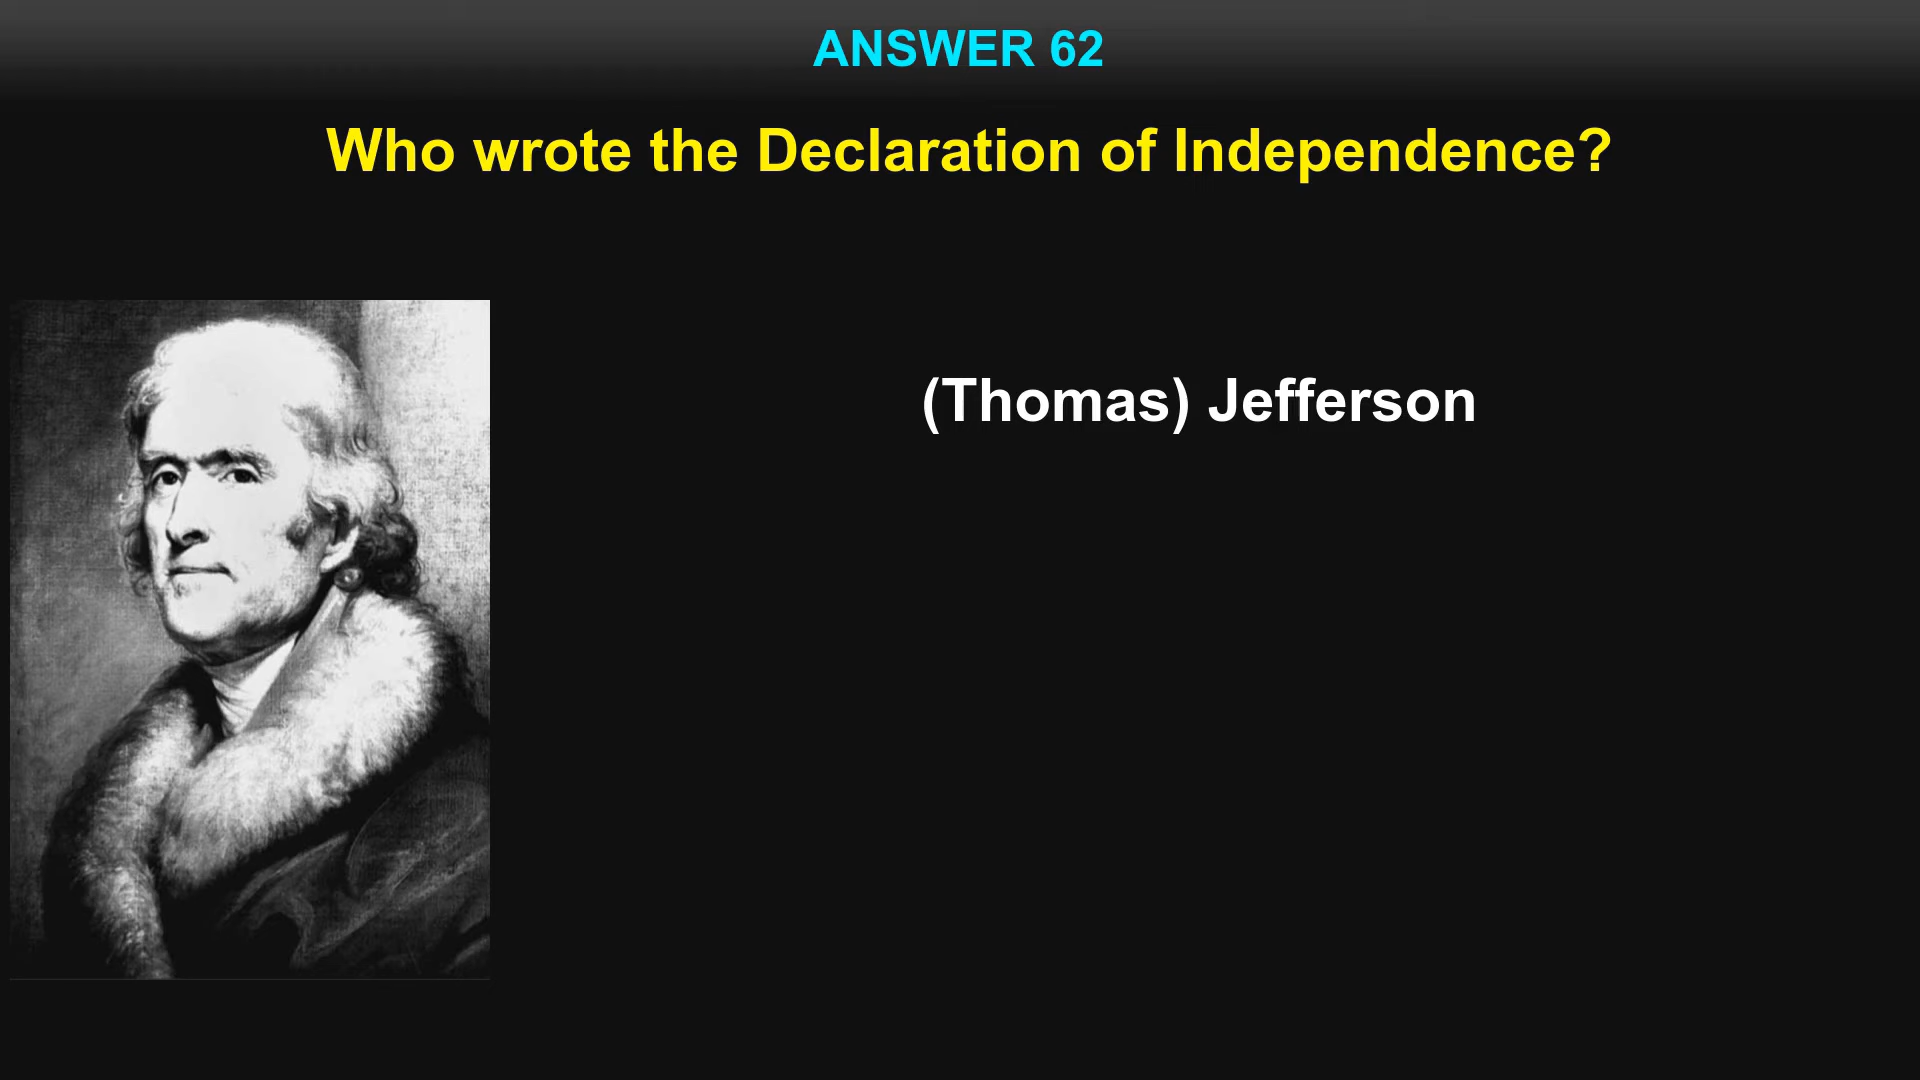 ANSWER 62
Who wrote the Declaration of Independence?
(Thomas) Jefferson